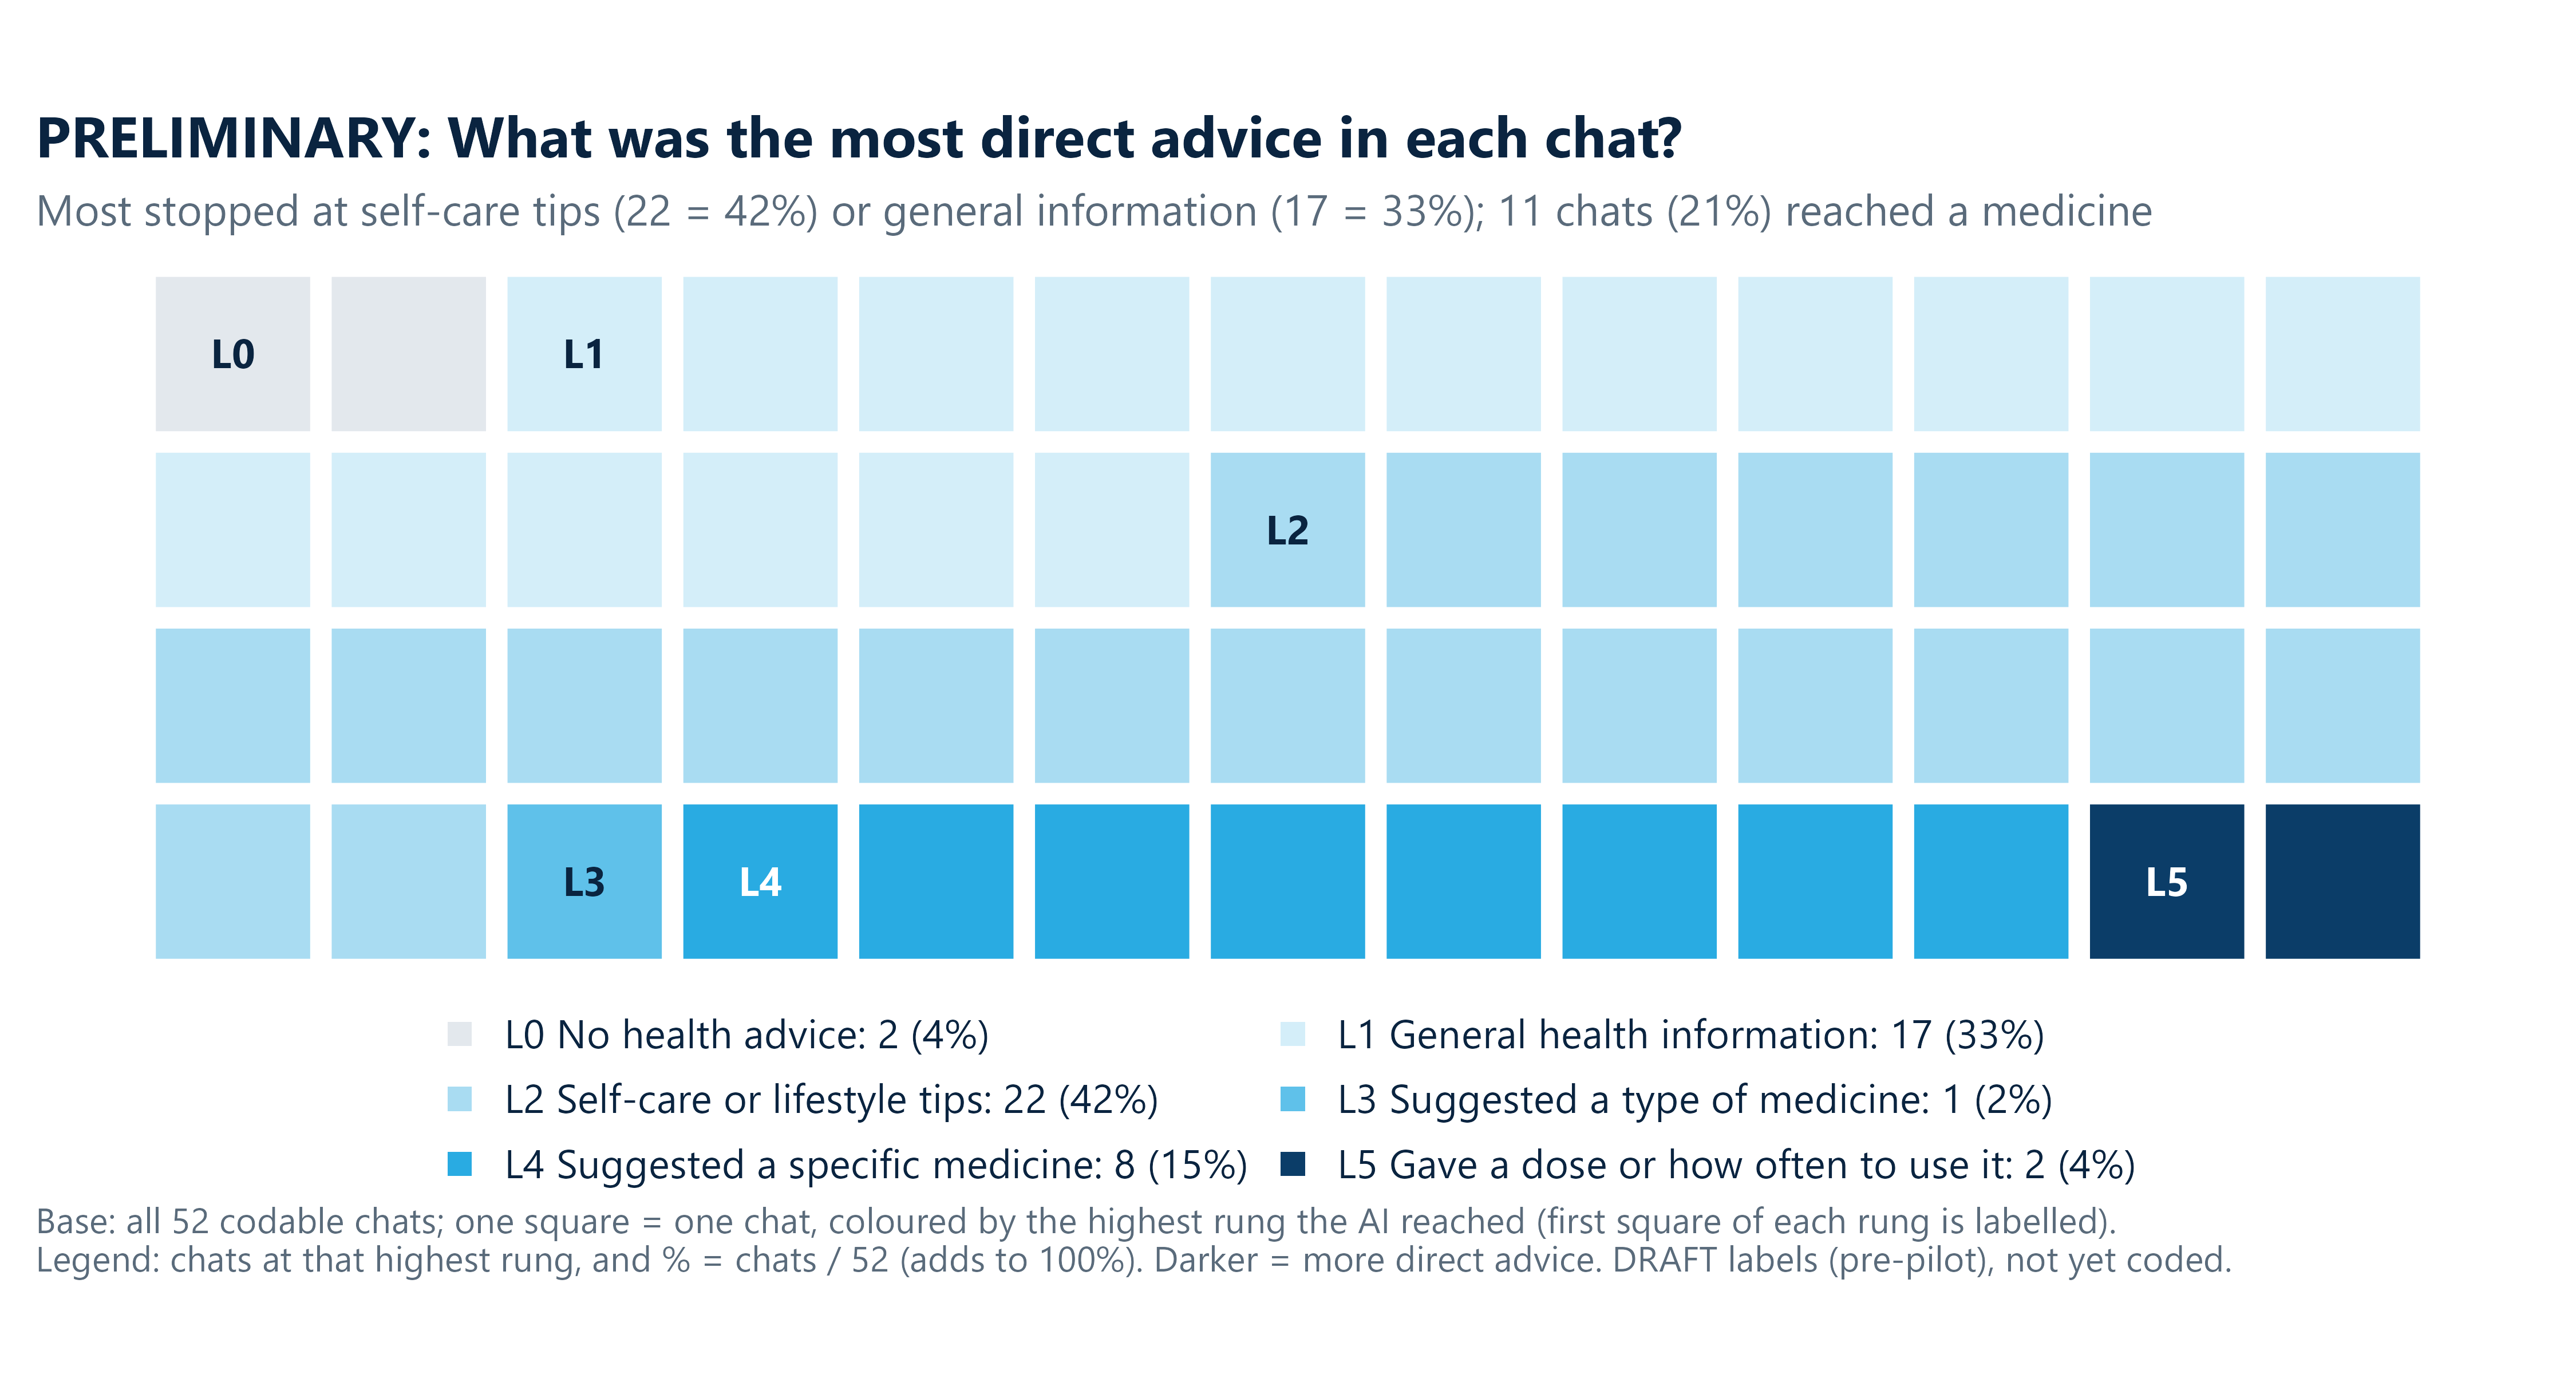 PRELIMINARY: What was the most direct advice in each chat?
Most stopped at self-care tips (22 = 42%) or general information (17 = 33%); 11 chats (21%) reached a medicine
L0
L1
L2
L3
L4
L5
L0 No health advice: 2 (4%)
L1 General health information: 17 (33%)
L2 Self-care or lifestyle tips: 22 (42%)
L3 Suggested a type of medicine: 1 (2%)
L4 Suggested a specific medicine: 8 (15%)
L5 Gave a dose or how often to use it: 2 (4%)
Base: all 52 codable chats; one square = one chat, coloured by the highest rung the AI reached (first square of each rung is labelled).
Legend: chats at that highest rung, and % = chats / 52 (adds to 100%). Darker = more direct advice. DRAFT labels (pre-pilot), not yet coded.